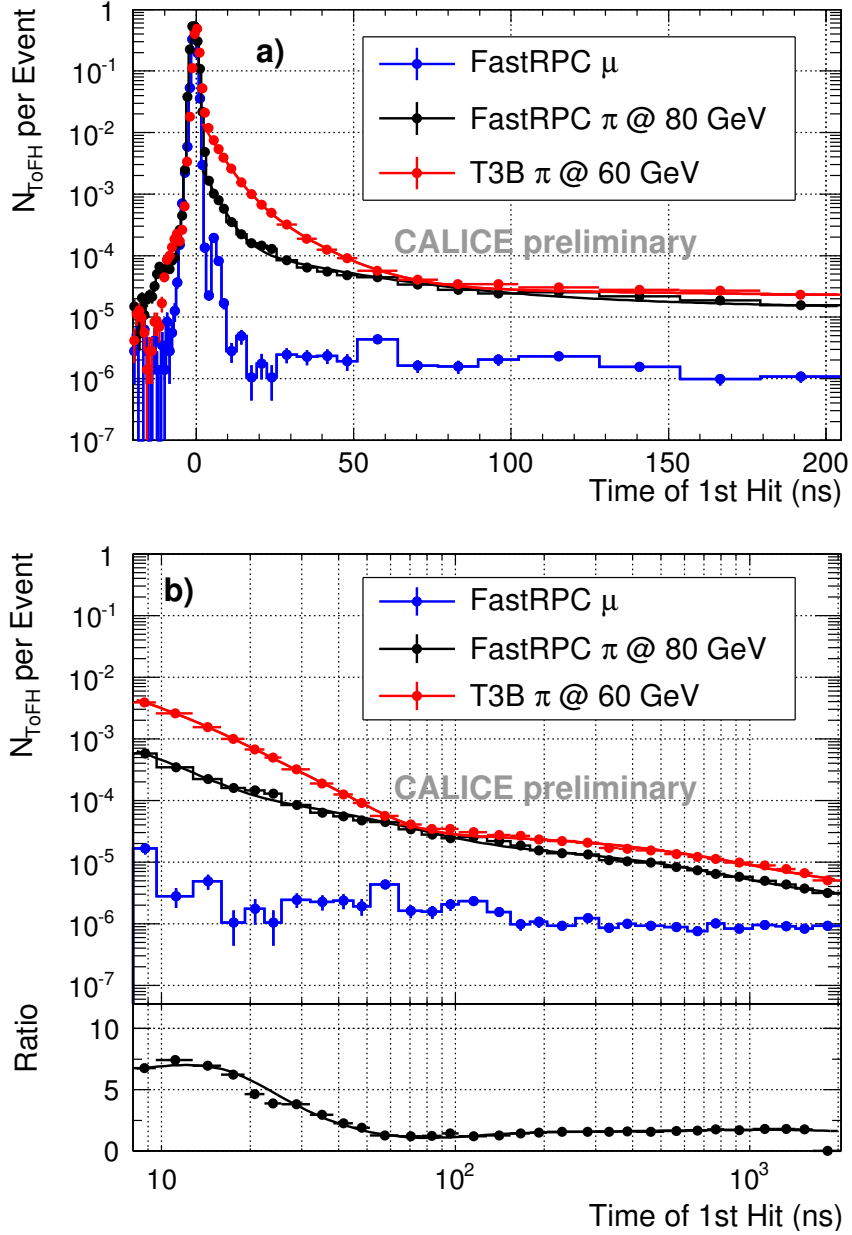 a)
N_ToFH per Event
10^-1
10^-2
10^-3
10^-4
10^-5
10^-6
10^-7
FastRPC μ
FastRPC π @ 80 GeV
T3B π @ 60 GeV
CALICE preliminary
0 50 100 150 200
Time of 1st Hit (ns)
b)
N_ToFH per Event
1
10^-1
10^-2
10^-3
10^-4
10^-5
10^-6
10^-7
FastRPC μ
FastRPC π @ 80 GeV
T3B π @ 60 GeV
CALICE preliminary
Ratio
10
5
0
10 10^2 10^3
Time of 1st Hit (ns)